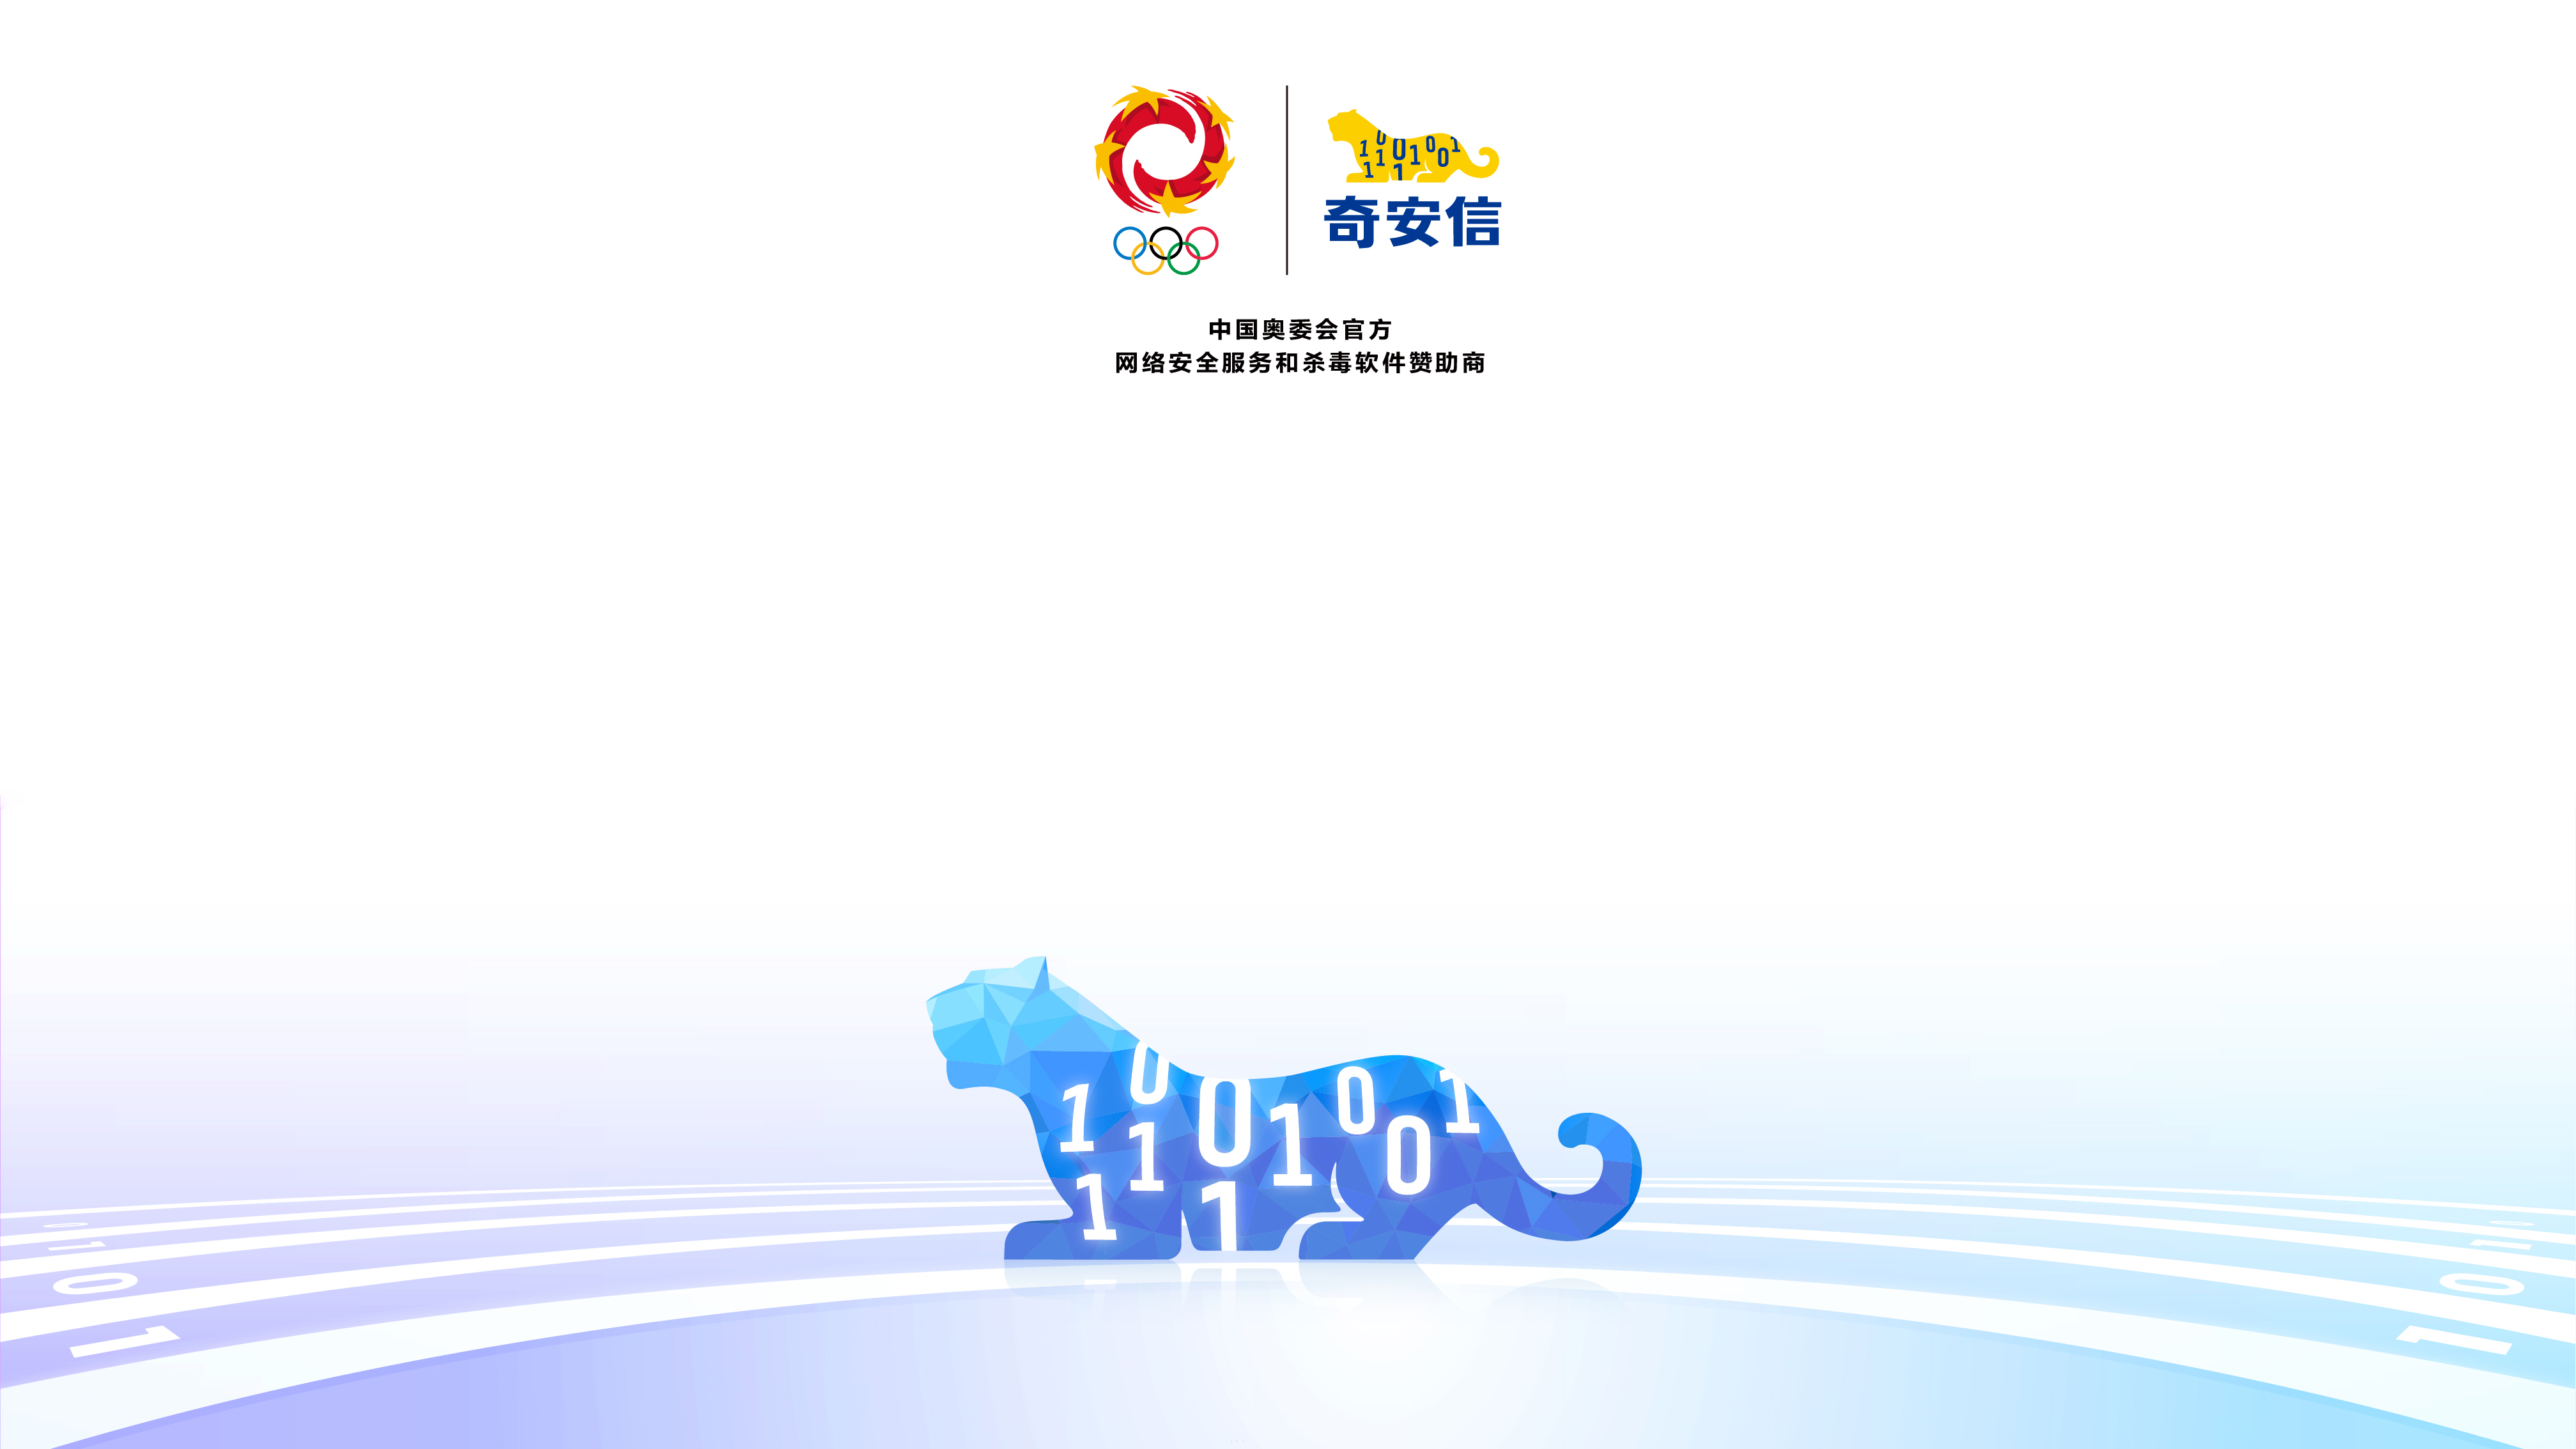 奇安信
中国奥委会官方
网络安全服务和杀毒软件赞助商